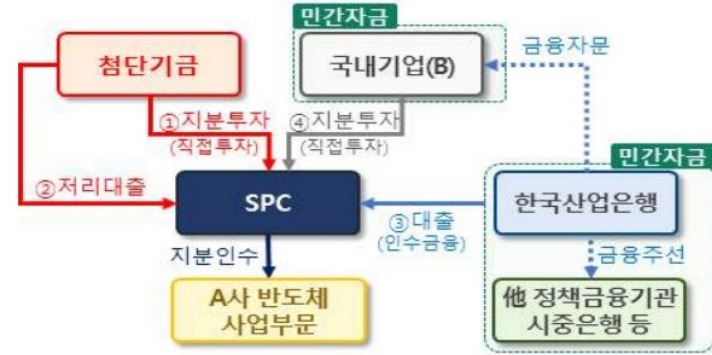 민간자금
첨단기금
국내기업(B)
금융자문
①지분투자
(직접투자)
④지분투자
(직접투자)
민간자금
②저리대출
SPC
③대출
(인수금융)
한국산업은행
지분인수
금융주선
A사 반도체
사업부문
他 정책금융기관
시중은행 등